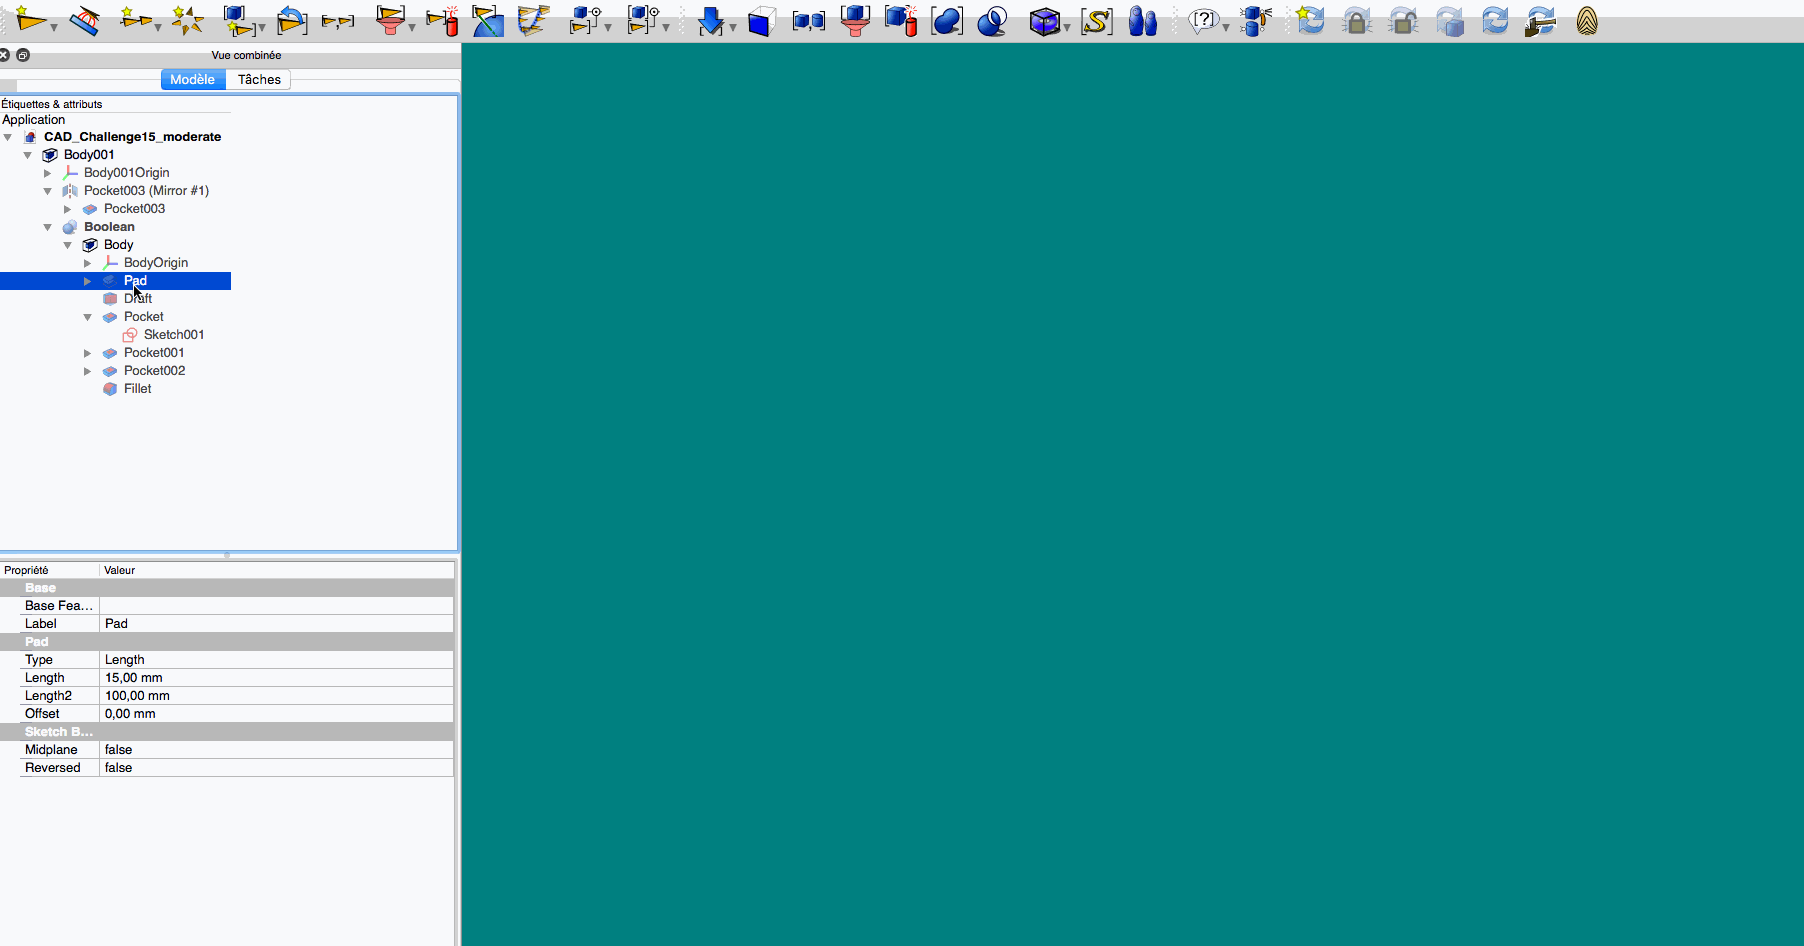 Vue combinée
Modèle Tâches
Étiquettes & attributs
Application
CAD_Challenge15_moderate
Body001
Body001Origin
Pocket003 (Mirror #1)
Pocket003
Boolean
Body
BodyOrigin
Pad
Draft
Pocket
Sketch001
Pocket001
Pocket002
Fillet
Propriété Valeur
Base
Base Fea...
Label Pad
Pad
Type Length
Length 15,00 mm
Length2 100,00 mm
Offset 0,00 mm
Sketch B...
Midplane false
Reversed false